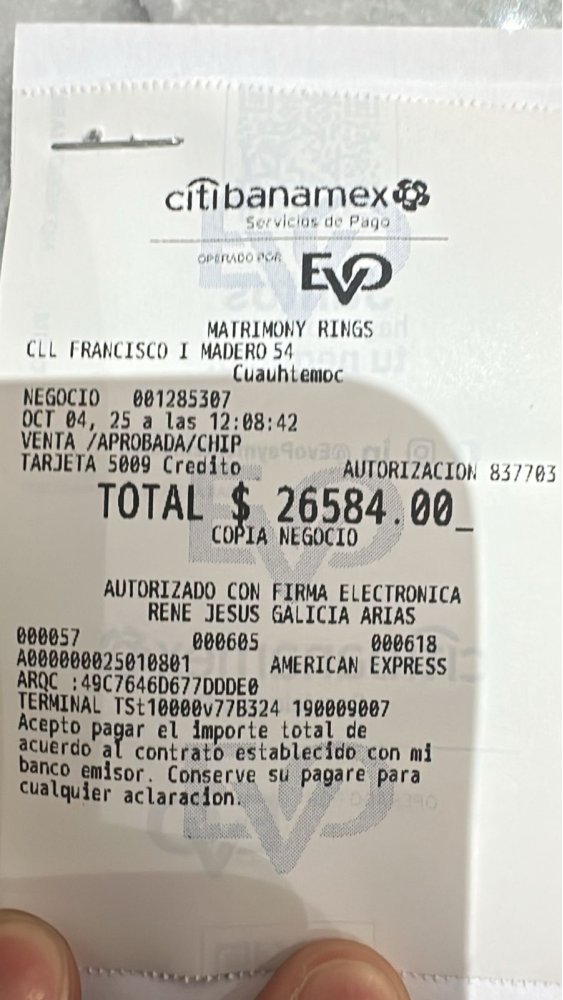 citibanamex
Servicios de Pago
OPERADO POR EVO
MATRIMONY RINGS
CLL FRANCISCO I MADERO 54
Cuauhtemoc
NEGOCIO 001285307
OCT 04, 25 a las 12:08:42
VENTA /APROBADA/CHIP
TARJETA 5009 Credito AUTORIZACION 837703
TOTAL $ 26584.00_
COPIA NEGOCIO
AUTORIZADO CON FIRMA ELECTRONICA
RENE JESUS GALICIA ARIAS
000057 000605 000618
A000000025010801 AMERICAN EXPRESS
ARQC :49C7646D677DDDE0
TERMINAL TSt10000v77B324 190009007
Acepto pagar el importe total de
acuerdo al contrato establecido con mi
banco emisor. Conserve su pagare para
cualquier aclaracion.